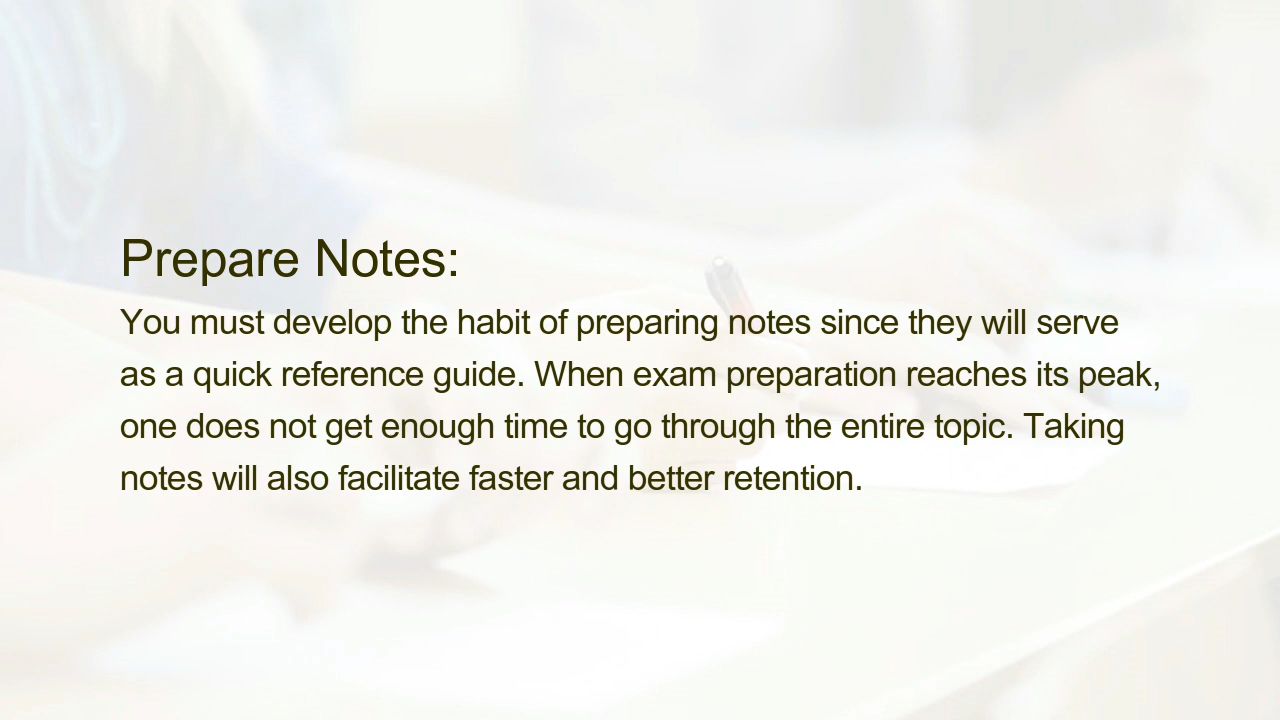 Prepare Notes:
You must develop the habit of preparing notes since they will serve
as a quick reference guide. When exam preparation reaches its peak,
one does not get enough time to go through the entire topic. Taking
notes will also facilitate faster and better retention.